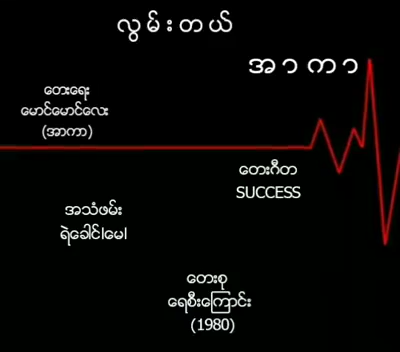 လွမ်းတယ်
အာကာ
တေးရေး
မောင်မောင်လေး
(အာကာ)
တေးဂီတ
SUCCESS
အသံဖမ်း
ရဲခေါင်၊မေ၊
တေးစု
ရေစီးကြောင်း
(1980)